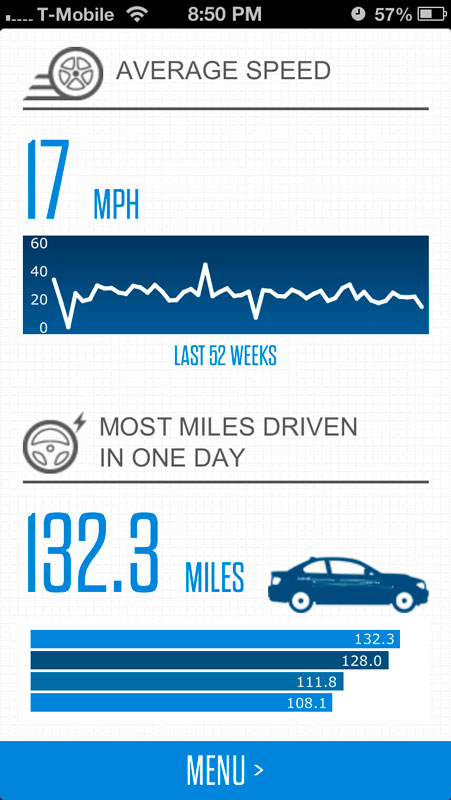 T-Mobile 8:50 PM 57%
AVERAGE SPEED
17 MPH
60
40
20
0
LAST 52 WEEKS
MOST MILES DRIVEN
IN ONE DAY
132.3 MILES
132.3
128.0
111.8
108.1
MENU >